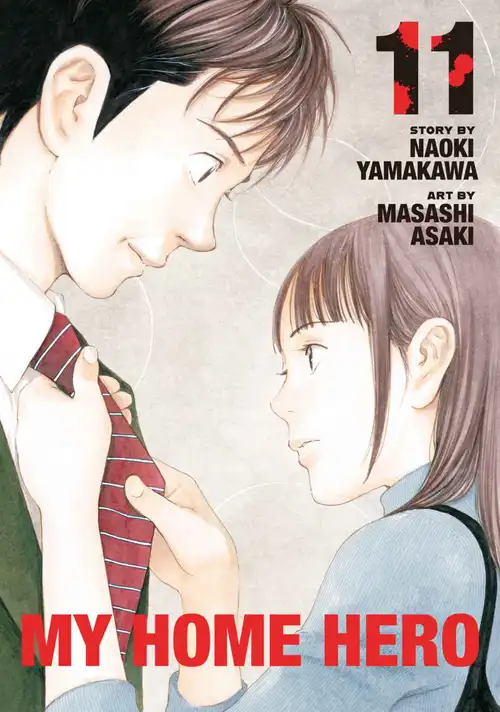 11
STORY BY
NAOKI
YAMAKAWA
ART BY
MASASHI
ASAKI
MY HOME HERO